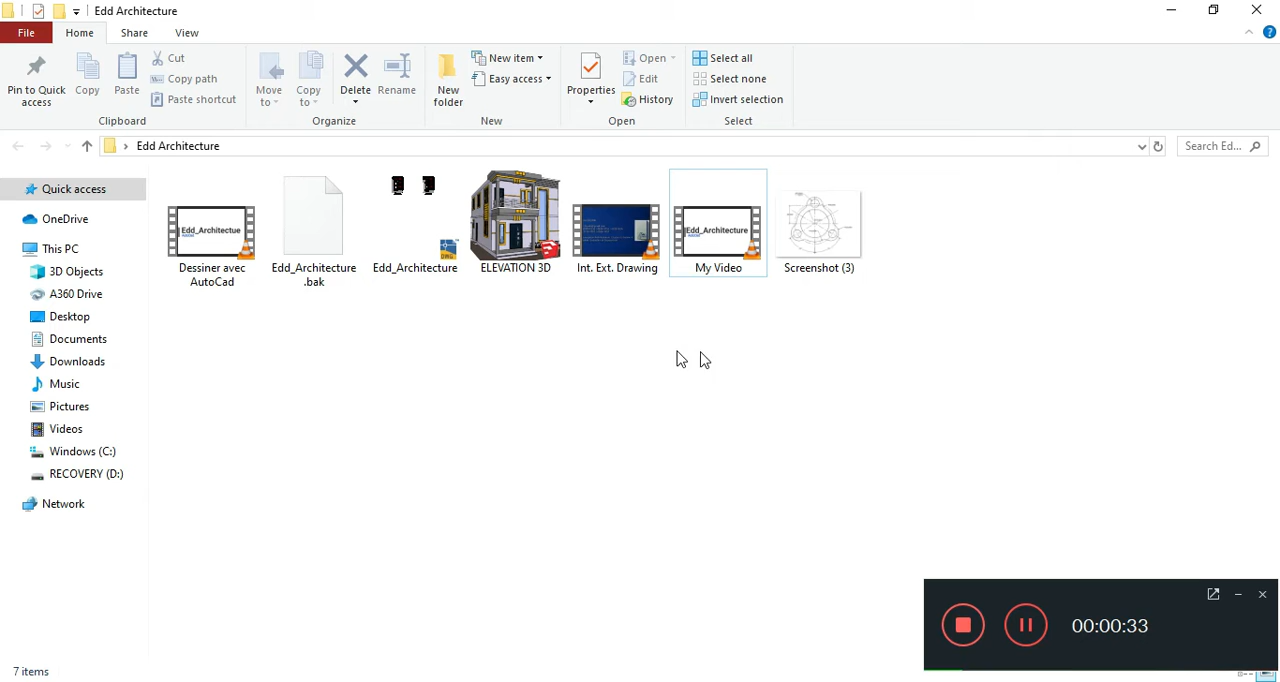 Edd Architecture
File
Home
Share
View
Pin to Quick
access
Copy
Paste
Cut
Copy path
Paste shortcut
Move
to
Copy
to
Delete
Rename
New
folder
New item
Easy access
Properties
Open
Edit
History
Select all
Select none
Invert selection
Clipboard
Organize
New
Open
Select
Edd Architecture
Search Ed...
Quick access
OneDrive
This PC
3D Objects
A360 Drive
Desktop
Documents
Downloads
Music
Pictures
Videos
Windows (C:)
RECOVERY (D:)
Network
Edd_Architectue
Dessiner avec
AutoCad
Edd_Architecture
.bak
DWG
Edd_Architecture
ELEVATION 3D
Int. Ext. Drawing
Edd_Architectue
My Video
Screenshot (3)
00:00:33
7 items